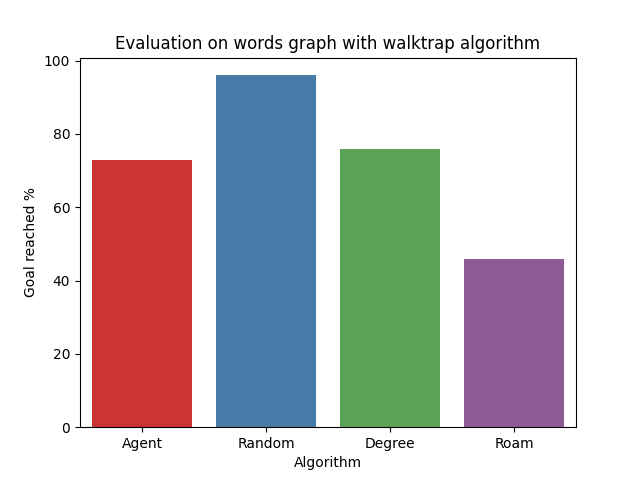 Evaluation on words graph with walktrap algorithm
100
80
60
40
20
0
Goal reached %
Agent
Random
Degree
Roam
Algorithm